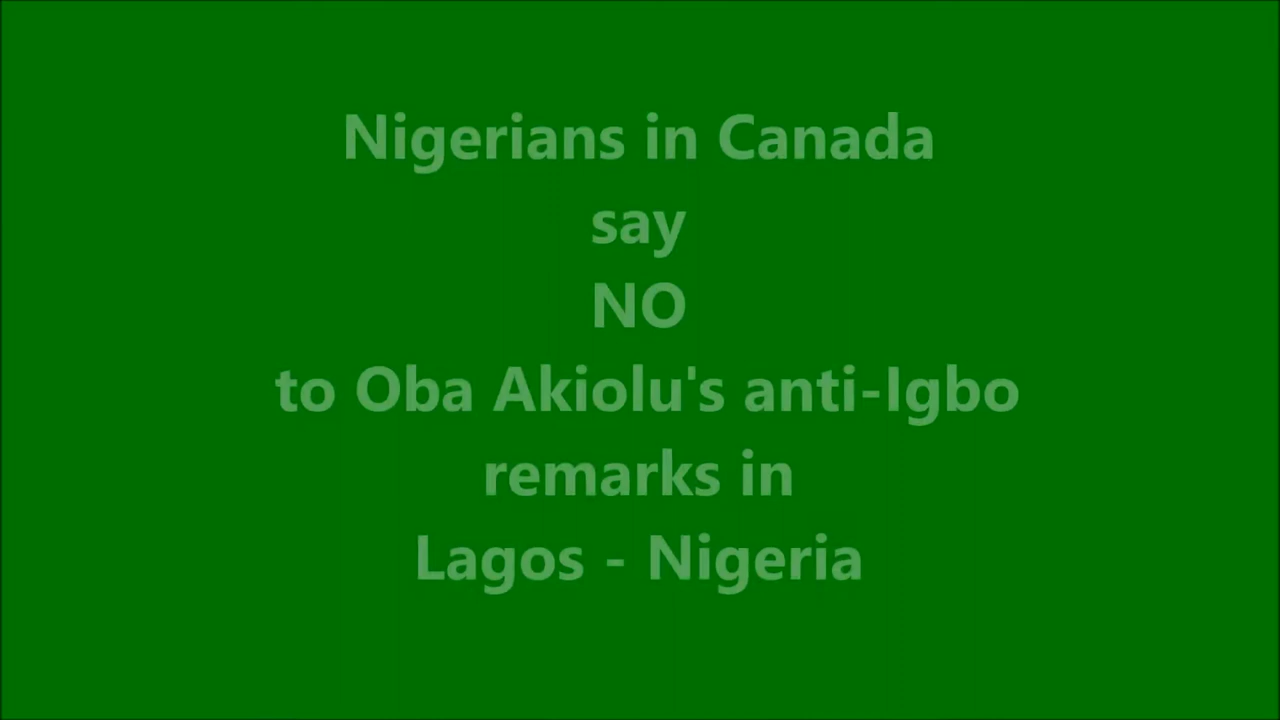 Nigerians in Canada
say
NO
to Oba Akiolu's anti-Igbo
remarks in
Lagos - Nigeria